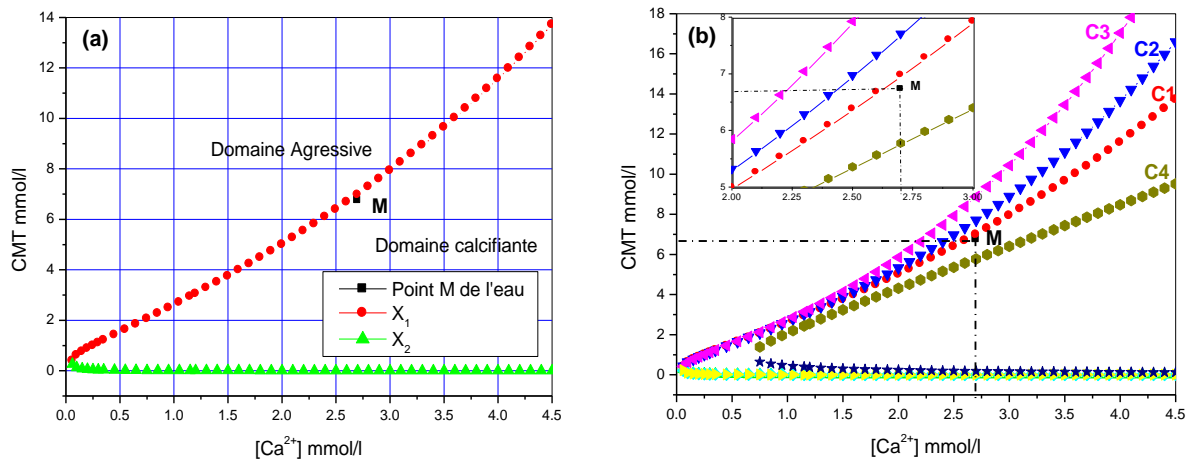 (a)
14
12
10
8
6
4
2
0
CMT mmol/l
Domaine Agressive
M
Domaine calcifiante
Point M de l'eau
X1
X2
0.0 0.5 1.0 1.5 2.0 2.5 3.0 3.5 4.0 4.5
[Ca2+] mmol/l
(b)
18
16
14
12
10
8
6
4
2
0
CMT mmol/l
8
7
6
5
M
2.00 2.25 2.50 2.75 3.00
C3
C2
C1
C4
M
0.0 0.5 1.0 1.5 2.0 2.5 3.0 3.5 4.0 4.5
[Ca2+] mmol/l